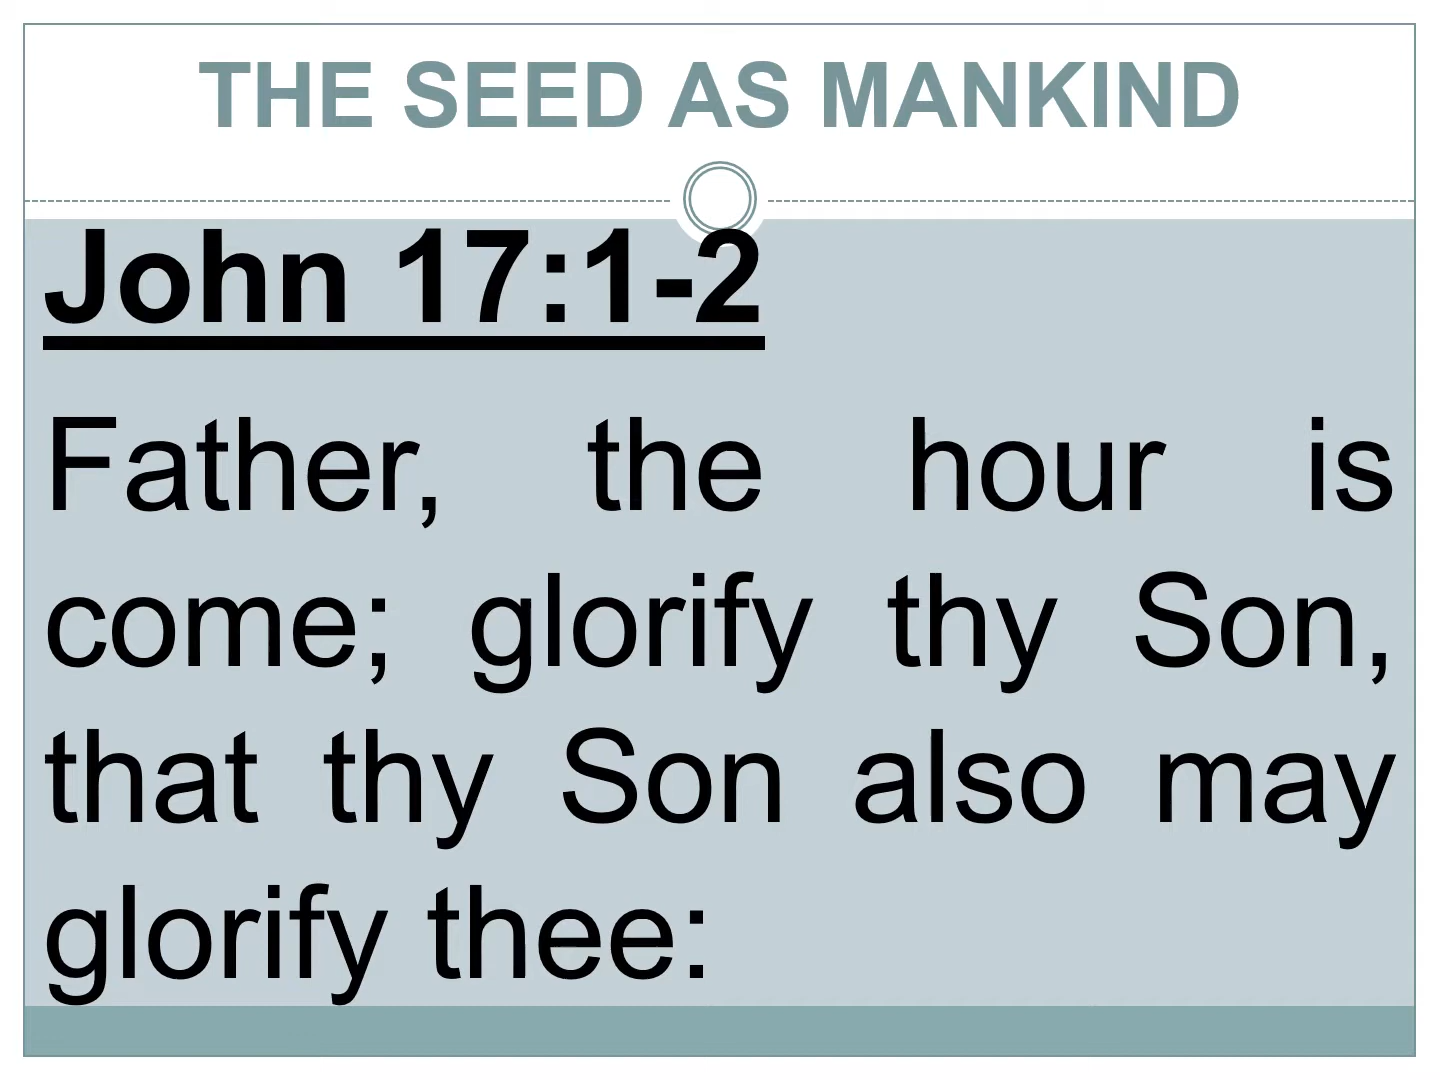 THE SEED AS MANKIND
John 17:1-2
Father, the hour is
come; glorify thy Son,
that thy Son also may
glorify thee: